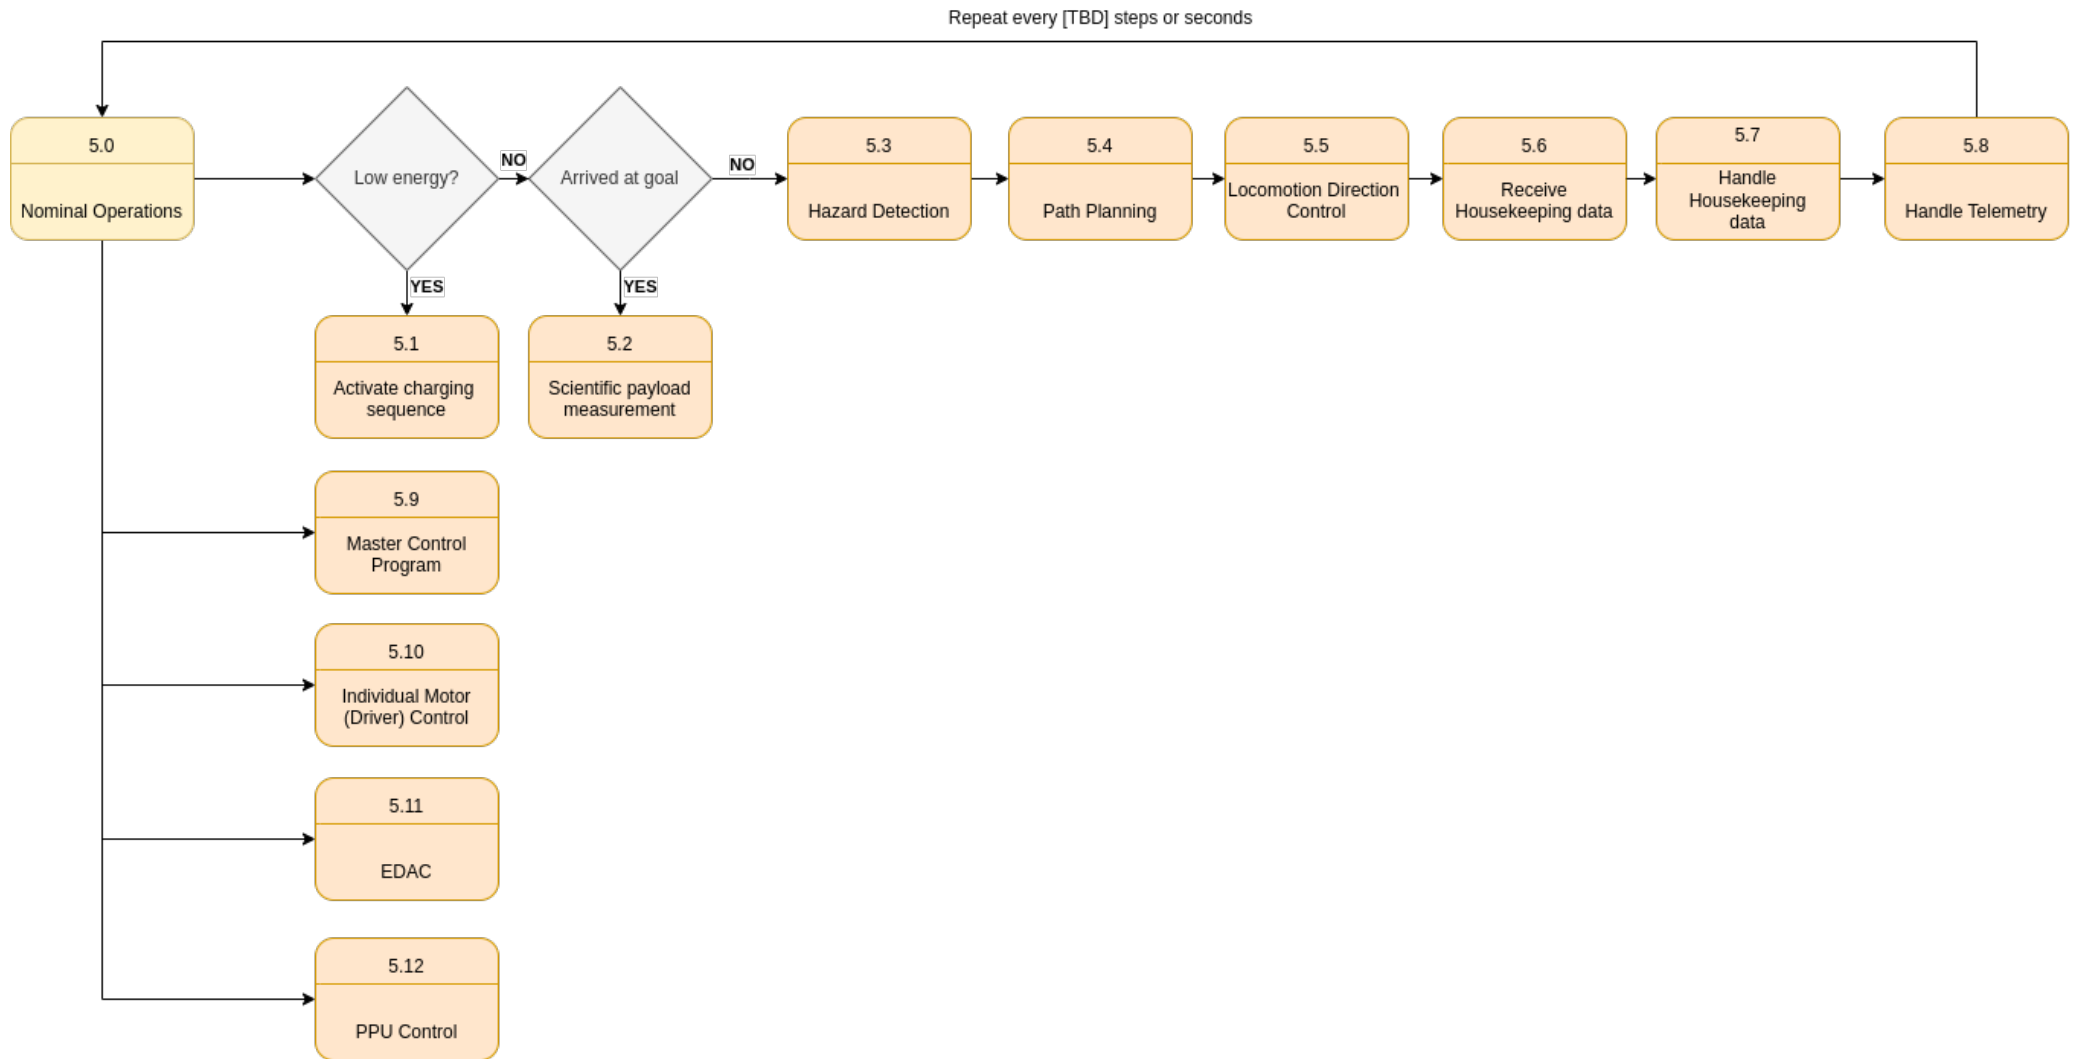 Repeat every [TBD] steps or seconds
5.0
Nominal Operations
Low energy?
NO
Arrived at goal
NO
5.3
Hazard Detection
5.4
Path Planning
5.5
Locomotion Direction
Control
5.6
Receive
Housekeeping data
5.7
Handle
Housekeeping
data
5.8
Handle Telemetry
YES
YES
5.1
Activate charging
sequence
5.2
Scientific payload
measurement
5.9
Master Control
Program
5.10
Individual Motor
(Driver) Control
5.11
EDAC
5.12
PPU Control